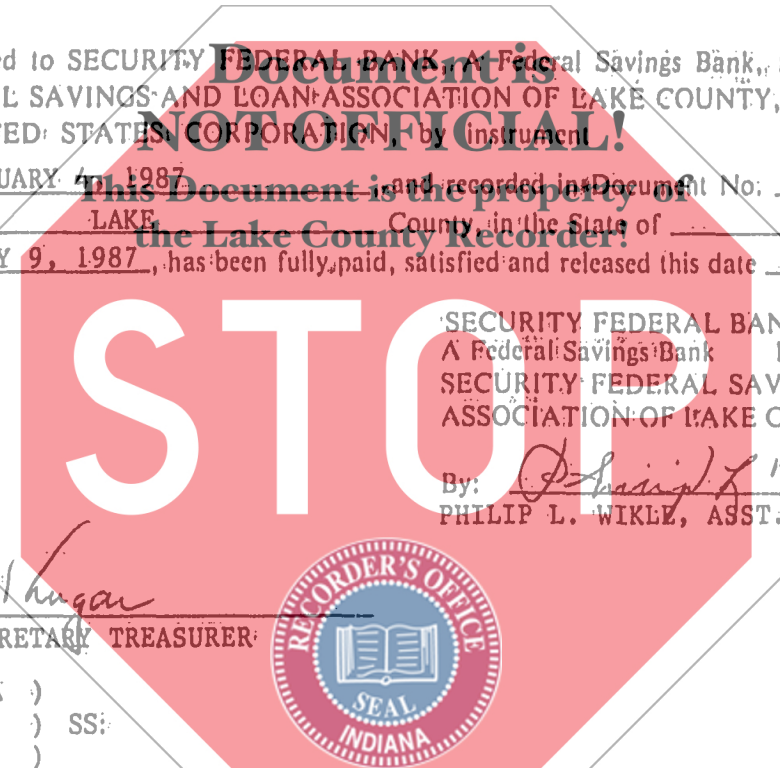 Document is
NOT OFFICIAL!
This Document is the property of
the Lake County Recorder!
STOP
d to SECURITY FEDERAL BANK, A Federal Savings Bank,
L SAVINGS AND LOAN ASSOCIATION OF LAKE COUNTY,
TED STATES CORPORATION, by instrument
UARY 4, 1987, and recorded in Document No.
LAKE County, in the State of
Y 9, 1987, has been fully paid, satisfied and released this date
SECURITY FEDERAL BAN
A Federal Savings Bank
SECURITY FEDERAL SAV
ASSOCIATION OF LAKE C
By:
PHILIP L. WIKLE, ASST.
RETARY TREASURER
) 
) SS:
)
RECORDER'S OFFICE
SEAL
INDIANA